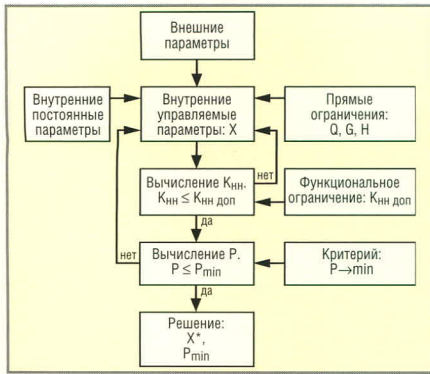 Внешние
параметры
Внутренние
постоянные
параметры
Внутренние
управляемые
параметры: X
Прямые
ограничения:
Q, G, H
нет
Вычисление Kнн.
Kнн ≤ Kнн доп
Функциональное
ограничение: Kнн доп
да
нет
Вычисление P.
P ≤ Pmin
Критерий:
P→min
да
Решение:
X*,
Pmin